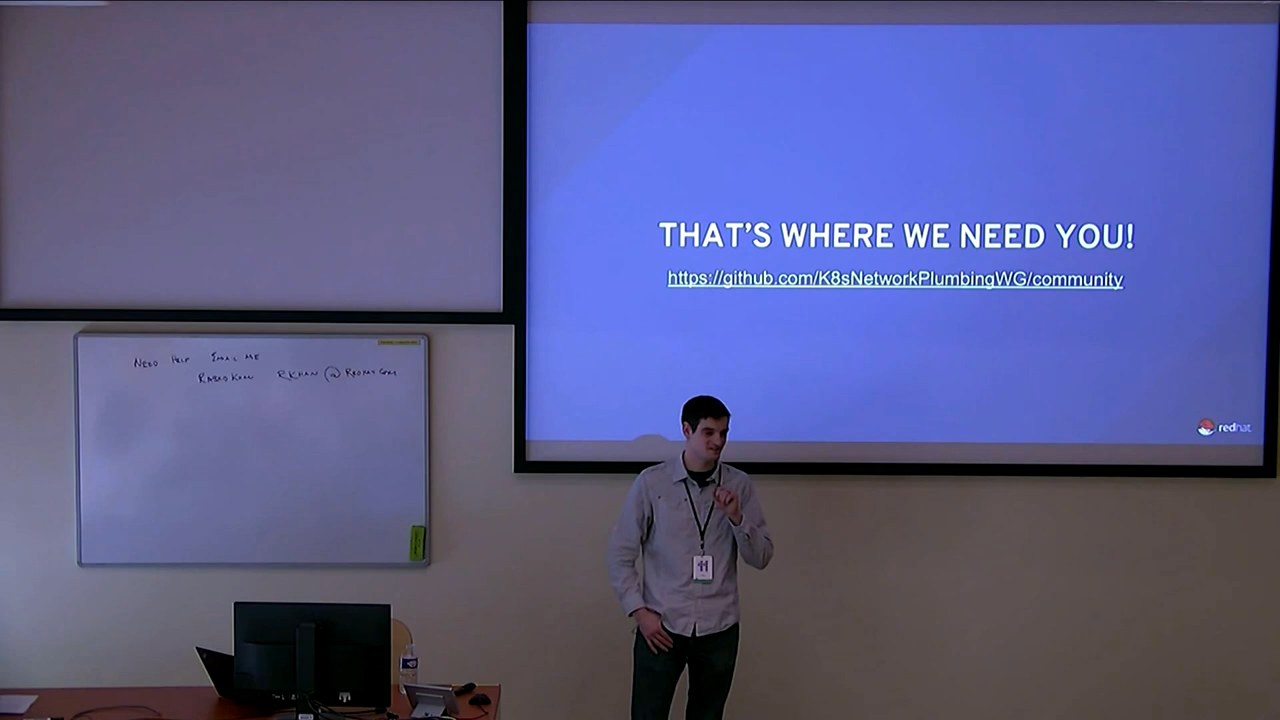 THAT'S WHERE WE NEED YOU!
https://github.com/K8sNetworkPlumbingWG/community
redhat
NEED HELP EMAIL ME
RKHAN @ REDHAT.COM